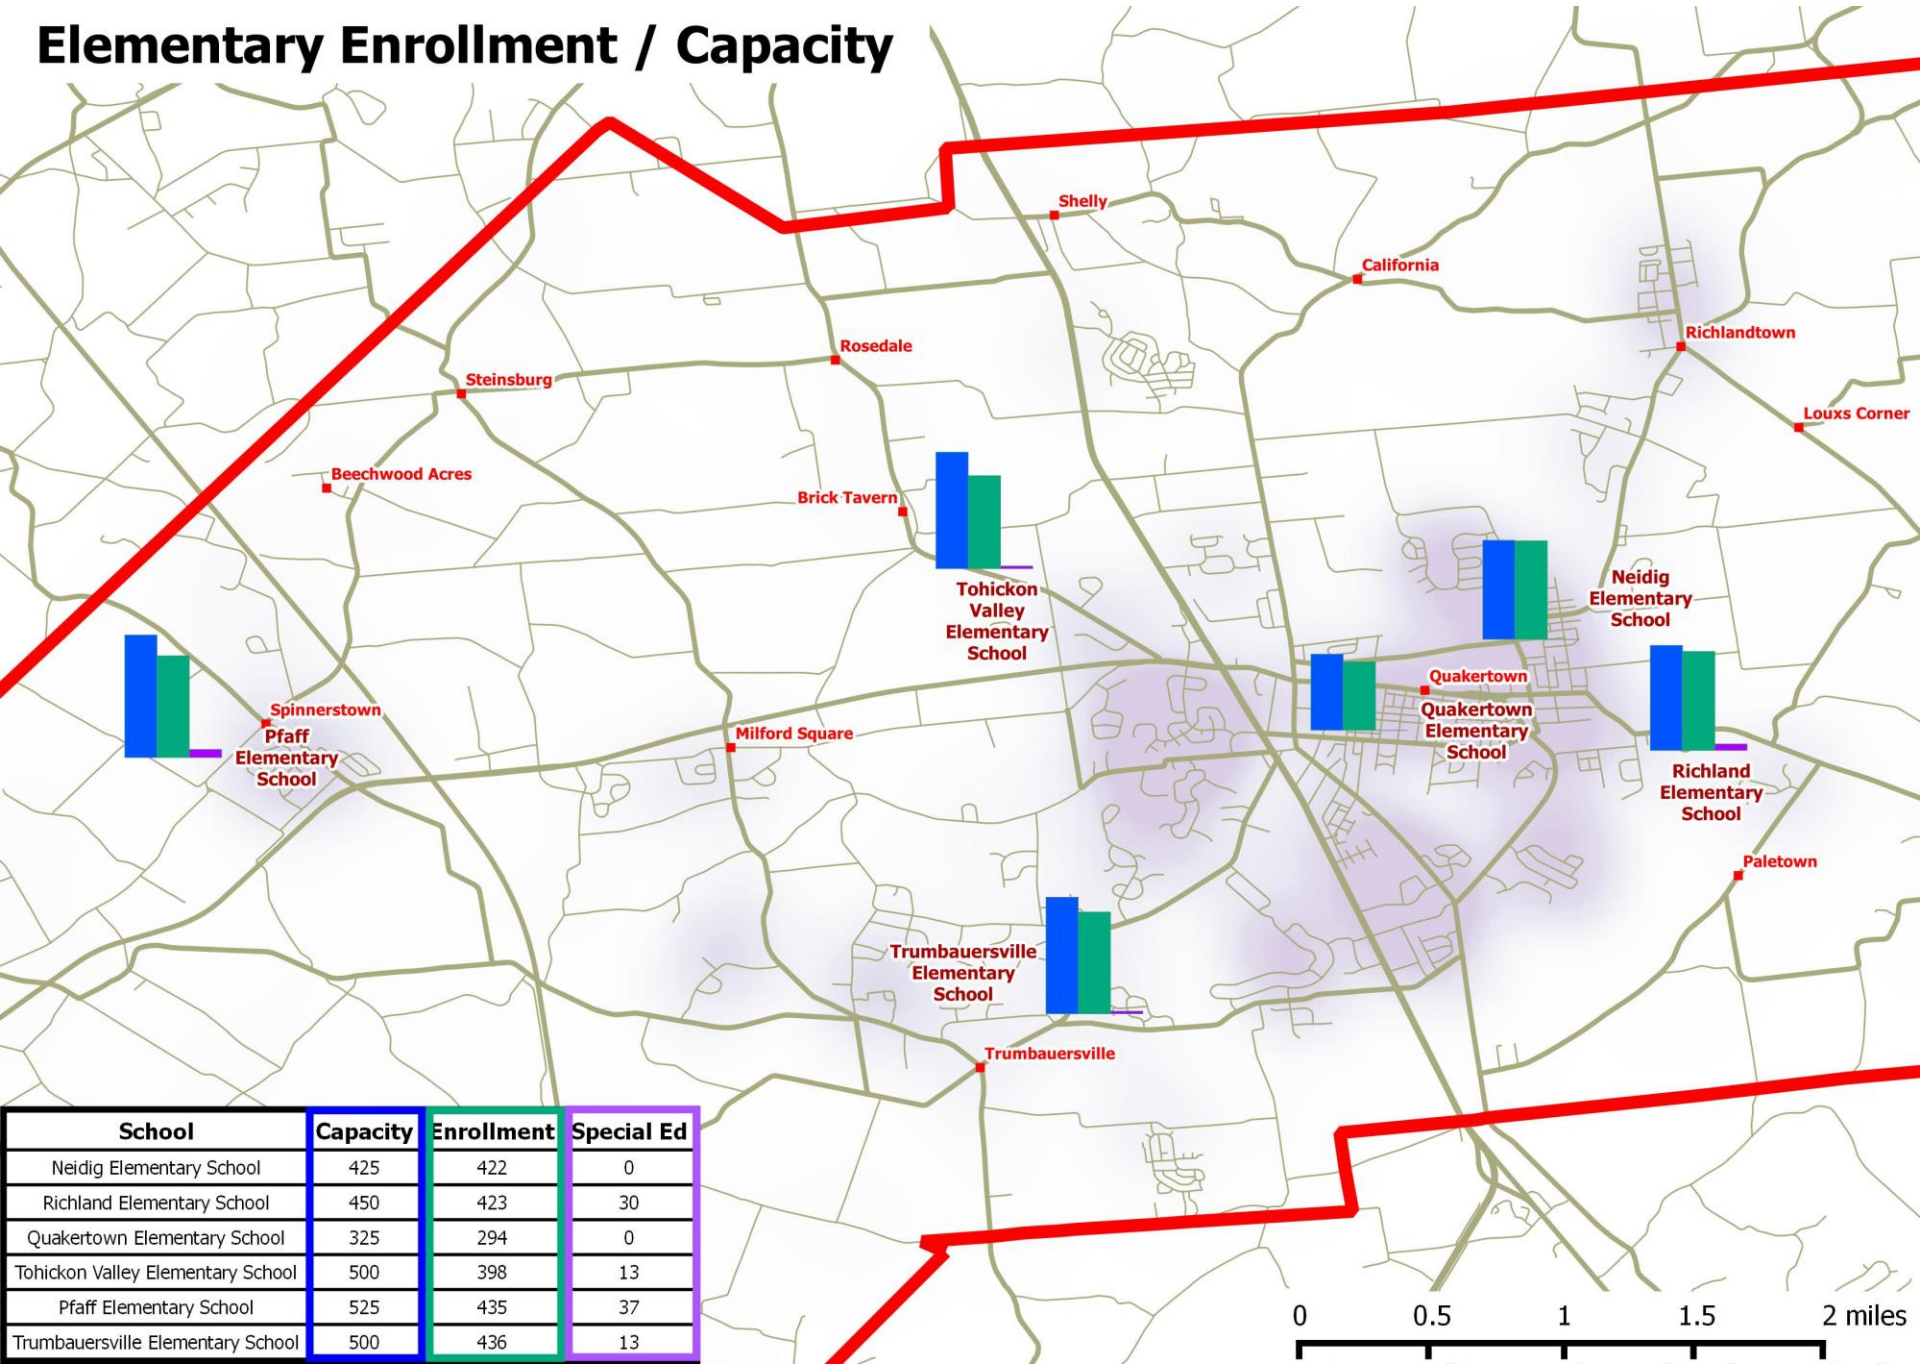 Elementary Enrollment / Capacity
Shelly
California
Richlandtown
Rosedale
Steinsburg
Louxs Corner
Beechwood Acres
Brick Tavern
Tohickon
Valley
Elementary
School
Neidig
Elementary
School
Quakertown
Quakertown
Elementary
School
Spinnerstown
Pfaff
Elementary
School
Milford Square
Richland
Elementary
School
Paletown
Trumbauersville
Elementary
School
Trumbauersville
School Capacity Enrollment Special Ed
Neidig Elementary School 425 422 0
Richland Elementary School 450 423 30
Quakertown Elementary School 325 294 0
Tohickon Valley Elementary School 500 398 13
Pfaff Elementary School 525 435 37
Trumbauersville Elementary School 500 436 13
0 0.5 1 1.5 2 miles